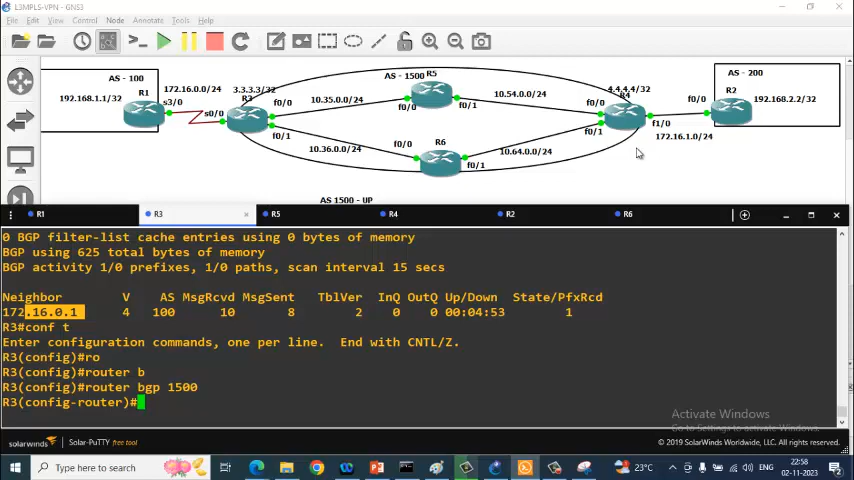 L3MPLS-VPN - GNS3
File Edit View Control Node Annotate Tools Help
AS - 100
192.168.1.1/32
R1
s3/0
172.16.0.0/24
s0/0
3.3.3.3/32
f0/0
f0/1
AS - 1500
R5
10.35.0.0/24
f0/0
f0/1
10.54.0.0/24
10.36.0.0/24
f0/0
R6
f0/1
10.64.0.0/24
4.4.4.4/32
R4
f0/0
f0/1
f1/0
172.16.1.0/24
AS - 200
f0/0
R2
192.168.2.2/32
AS 1500 - UP
R1 R3 R5 R4 R2 R6
0 BGP filter-list cache entries using 0 bytes of memory
BGP using 625 total bytes of memory
BGP activity 1/0 prefixes, 1/0 paths, scan interval 15 secs
Neighbor V AS MsgRcvd MsgSent TblVer InQ OutQ Up/Down State/PfxRcd
172.16.0.1 4 100 10 8 2 0 0 00:04:53 1
R3#conf t
Enter configuration commands, one per line. End with CNTL/Z.
R3(config)#ro
R3(config)#router b
R3(config)#router bgp 1500
R3(config-router)#
Activate Windows
Go to Settings to activate Windows.
solarwinds Solar-PuTTY free tool
© 2019 SolarWinds Worldwide, LLC. All rights reserved.
Type here to search
23°C
ENG
22:58
02-11-2023
2